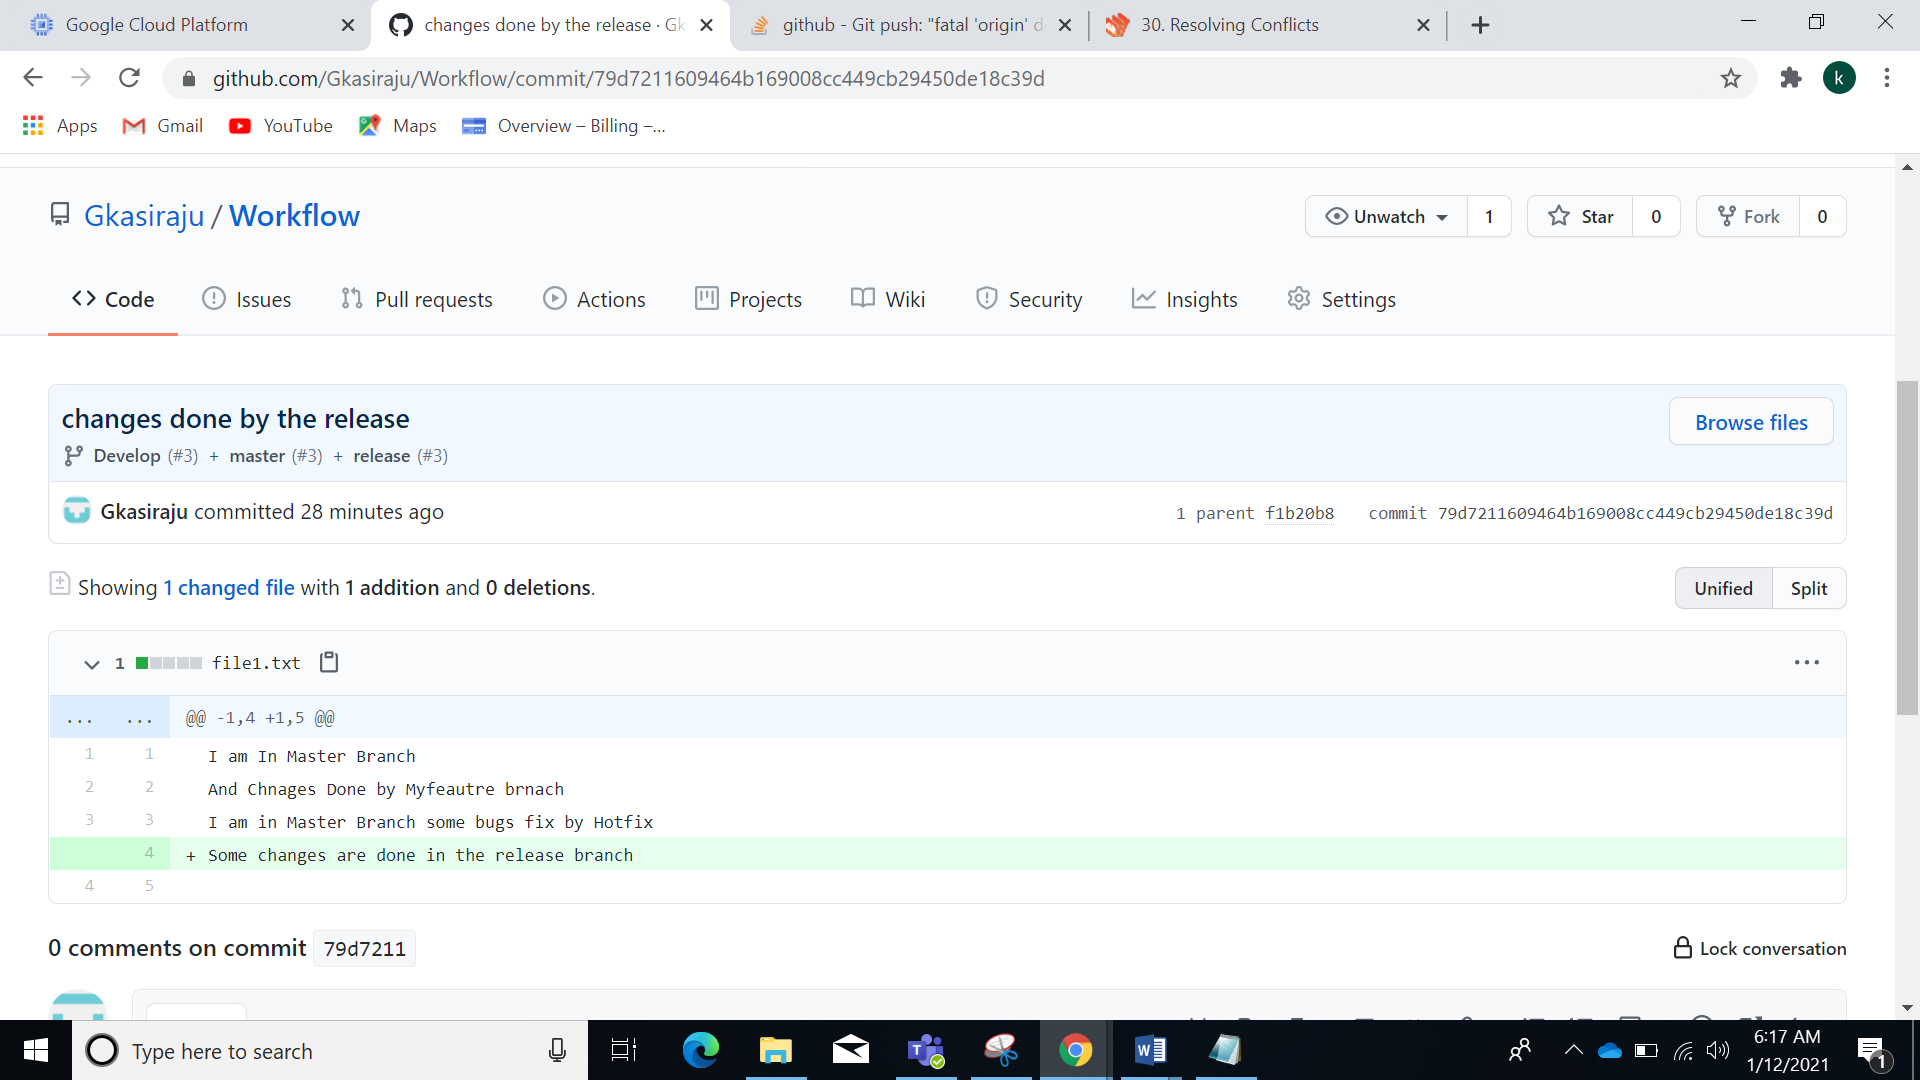 Google Cloud Platform
changes done by the release · Gk
github - Git push: "fatal 'origin' d
30. Resolving Conflicts
github.com/Gkasiraju/Workflow/commit/79d7211609464b169008cc449cb29450de18c39d
k
Apps
Gmail
YouTube
Maps
Overview – Billing –...
Gkasiraju / Workflow
Unwatch 1
Star 0
Fork 0
Code
Issues
Pull requests
Actions
Projects
Wiki
Security
Insights
Settings
changes done by the release
Browse files
Develop (#3) + master (#3) + release (#3)
Gkasiraju committed 28 minutes ago
1 parent f1b20b8 commit 79d7211609464b169008cc449cb29450de18c39d
Showing 1 changed file with 1 addition and 0 deletions.
Unified Split
1 file1.txt
... ... @@ -1,4 +1,5 @@
1 1 I am In Master Branch
2 2 And Chnages Done by Myfeautre brnach
3 3 I am in Master Branch some bugs fix by Hotfix
4 + Some changes are done in the release branch
4 5
0 comments on commit 79d7211
Lock conversation
Type here to search
6:17 AM
1/12/2021
1